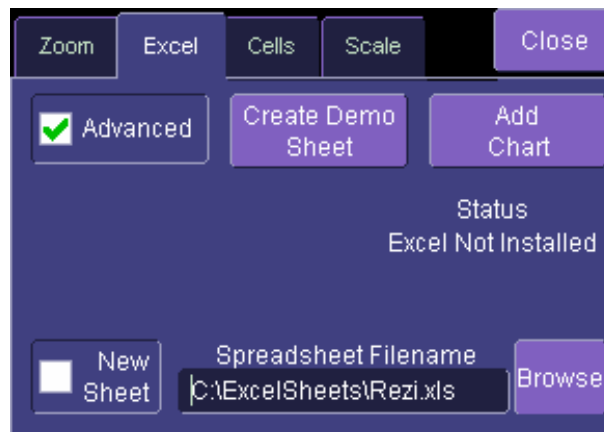 Zoom Excel Cells Scale Close
Advanced
Create Demo
Sheet
Add
Chart
Status
Excel Not Installed
New
Sheet
Spreadsheet Filename
C:\ExcelSheets\Rezi.xls
Browse